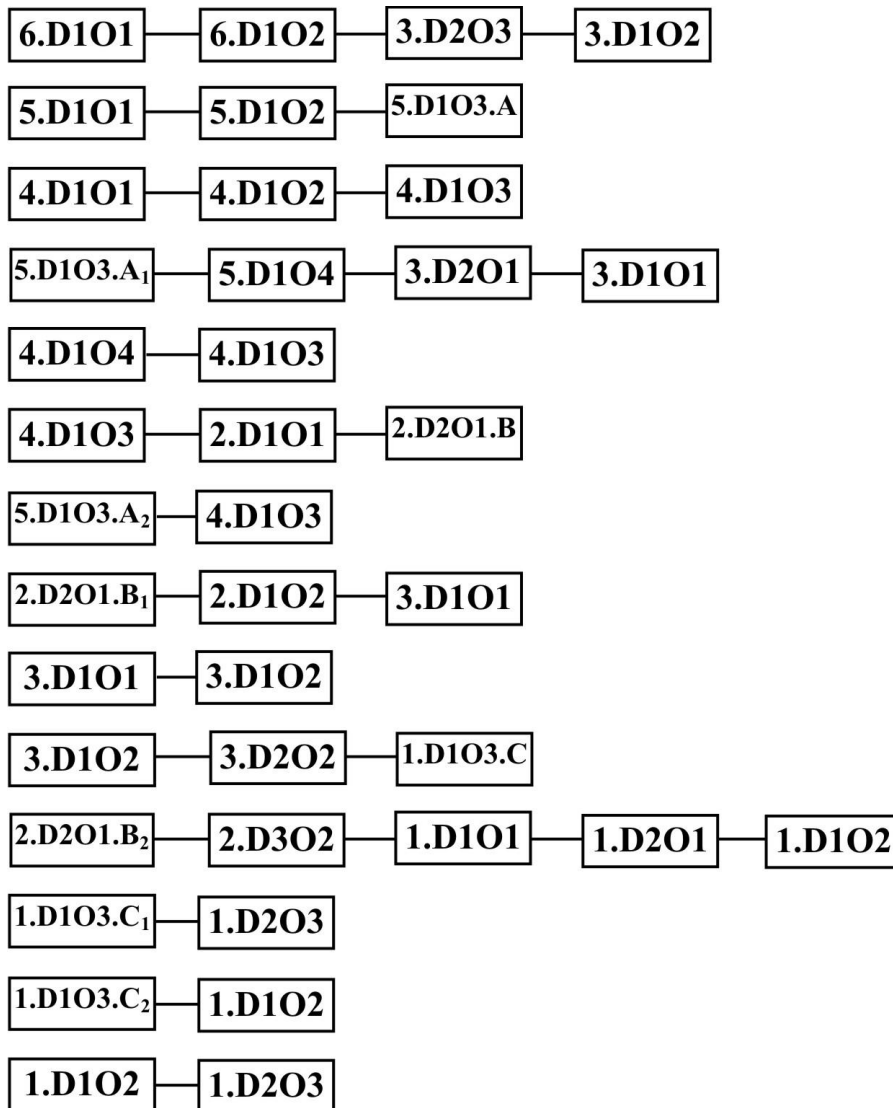 6.D1O1 6.D1O2 3.D2O3 3.D1O2
5.D1O1 5.D1O2 5.D1O3.A
4.D1O1 4.D1O2 4.D1O3
5.D1O3.A₁ 5.D1O4 3.D2O1 3.D1O1
4.D1O4 4.D1O3
4.D1O3 2.D1O1 2.D2O1.B
5.D1O3.A₂ 4.D1O3
2.D2O1.B₁ 2.D1O2 3.D1O1
3.D1O1 3.D1O2
3.D1O2 3.D2O2 1.D1O3.C
2.D2O1.B₂ 2.D3O2 1.D1O1 1.D2O1 1.D1O2
1.D1O3.C₁ 1.D2O3
1.D1O3.C₂ 1.D1O2
1.D1O2 1.D2O3